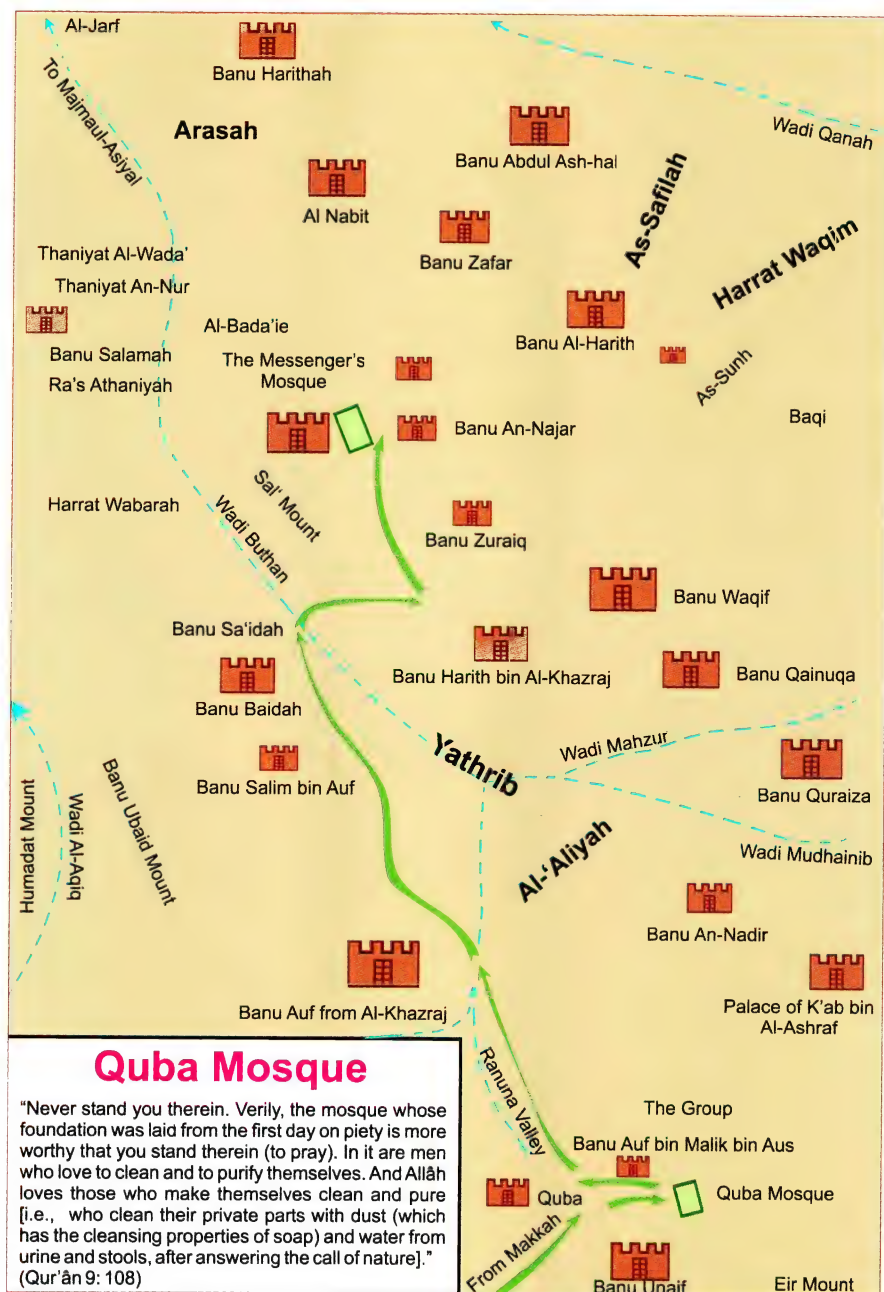 Al-Jarf
Banu Harithah
To Majmaul-Asiyal
Arasah
Wadi Qanah
Banu Abdul Ash-hal
As-Safilah
Al Nabit
Harrat Waqim
Banu Zafar
Thaniyat Al-Wada'
Thaniyat An-Nur
Al-Bada'ie
Banu Al-Harith
Banu Salamah
The Messenger's
Mosque
As-Sunh
Ra's Athaniyah
Baqi
Banu An-Najar
Sal' Mount
Harrat Wabarah
Wadi Buthan
Banu Zuraiq
Banu Waqif
Banu Sa'idah
Banu Harith bin Al-Khazraj
Banu Qainuqa
Banu Baidah
Yathrib
Wadi Mahzur
Banu Salim bin Auf
Banu Quraiza
Humadat Mount
Wadi Al-Aqiq
Banu Ubaid Mount
Wadi Mudhainib
Al-'Aliyah
Banu An-Nadir
Banu Auf from Al-Khazraj
Palace of K'ab bin
Al-Ashraf
Ranuna Valley
The Group
Banu Auf bin Malik bin Aus
Quba
Quba Mosque
From Makkah
Banu Unaif
Eir Mount
Quba Mosque
"Never stand you therein. Verily, the mosque whose
foundation was laid from the first day on piety is more
worthy that you stand therein (to pray). In it are men
who love to clean and to purify themselves. And Allâh
loves those who make themselves clean and pure
[i.e., who clean their private parts with dust (which
has the cleansing properties of soap) and water from
urine and stools, after answering the call of nature]."
(Qur'ân 9: 108)